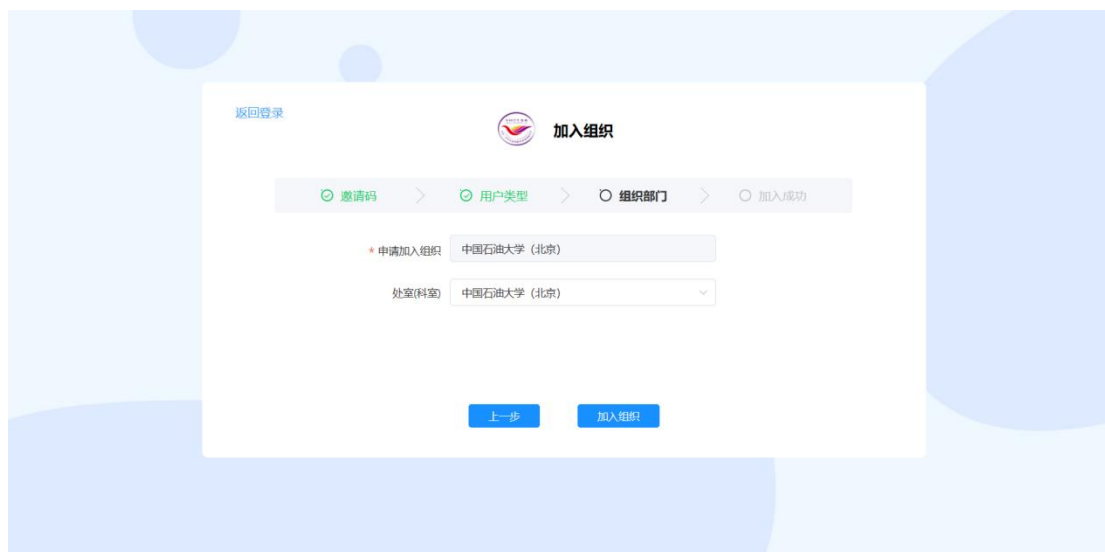 返回登录
加入组织
邀请码 用户类型 组织部门 加入成功
* 申请加入组织 中国石油大学（北京）
处室(科室) 中国石油大学（北京）
上一步 加入组织